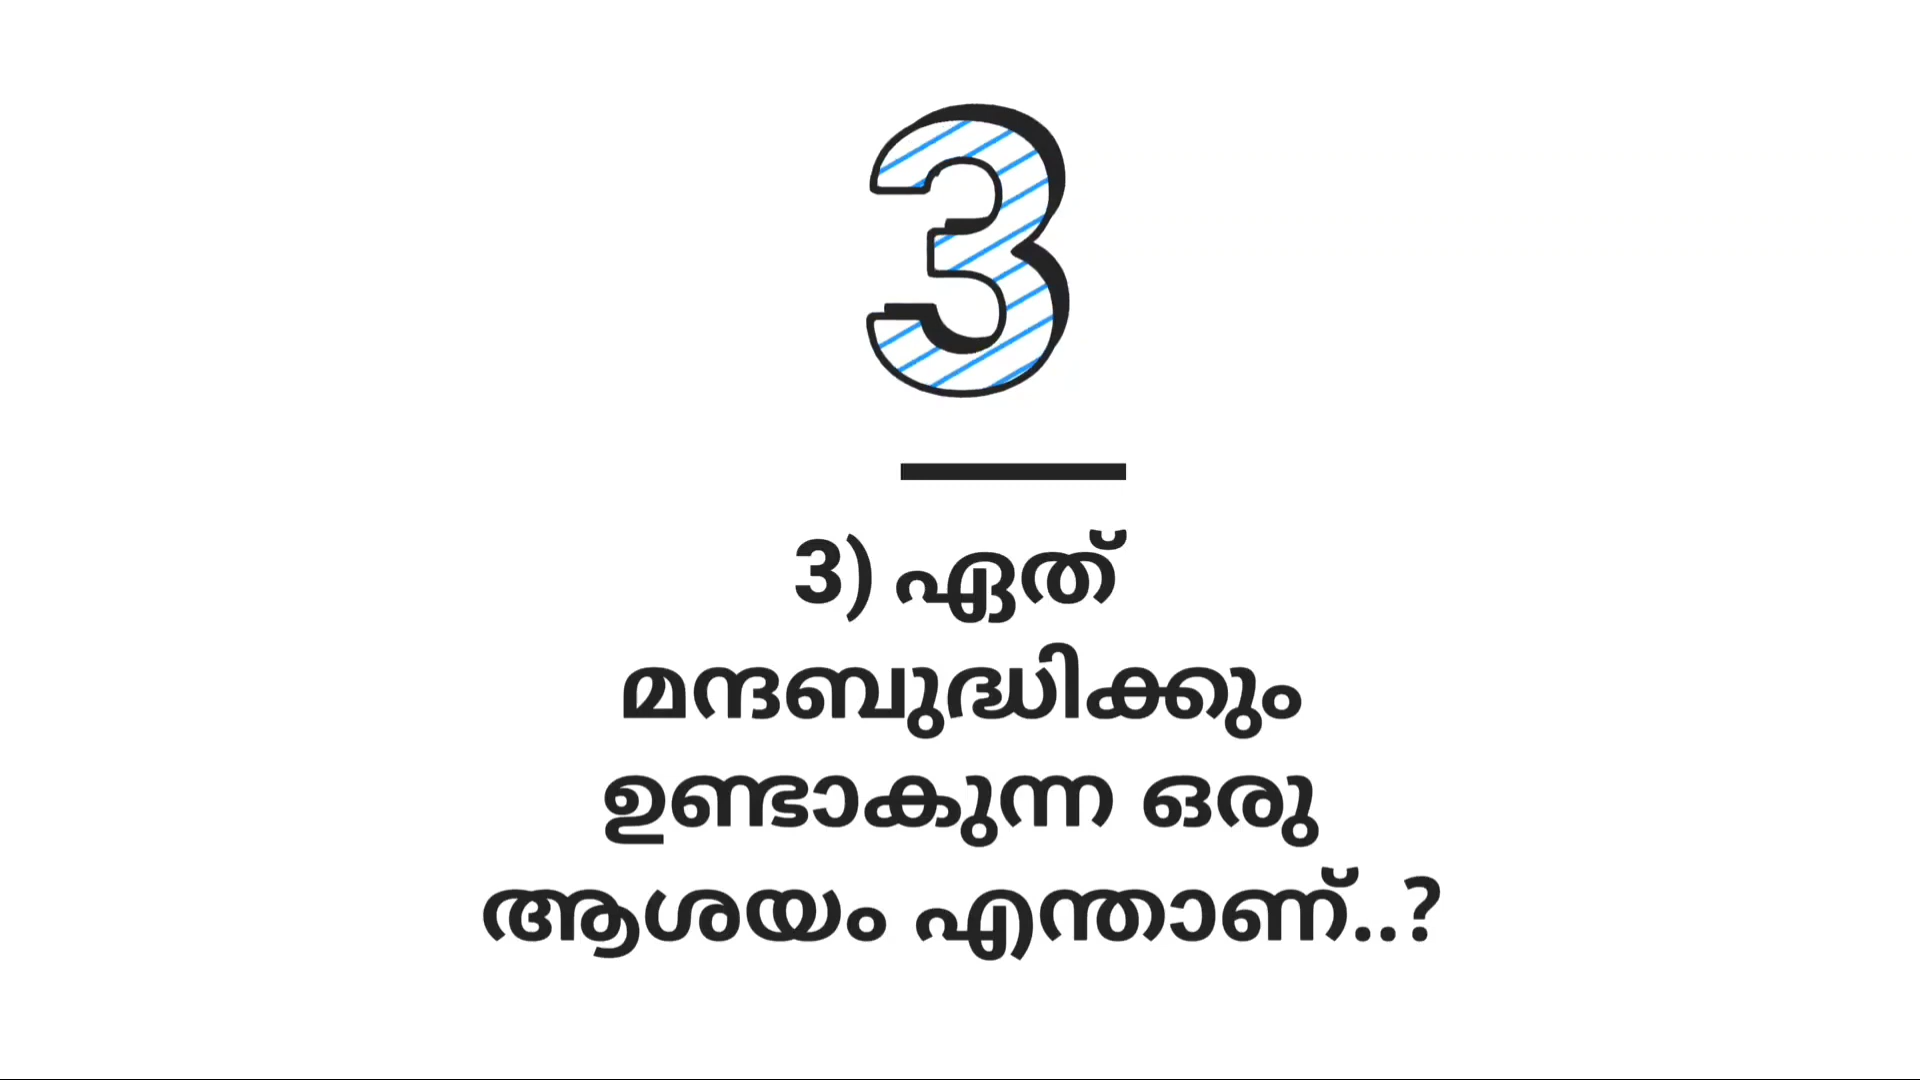 3
3) ഏത്
മന്ദബുദ്ധിക്കും
ഉണ്ടാകുന്ന ഒരു
ആശയം എന്താണ്..?